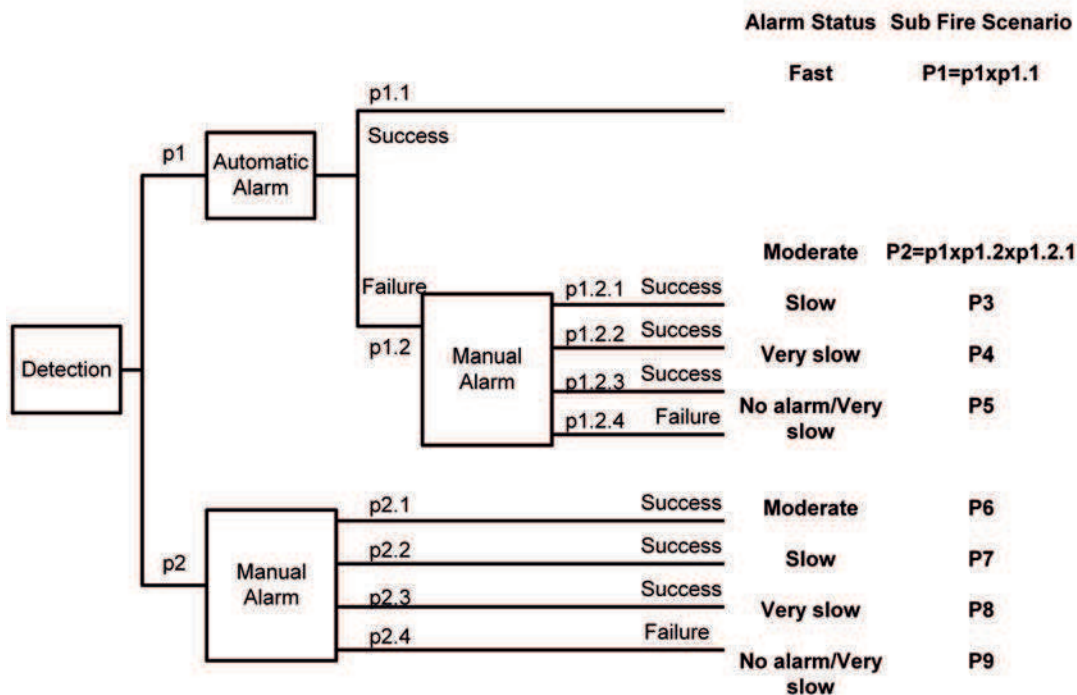 Alarm Status Sub Fire Scenario
Fast P1=p1xp1.1
p1.1
Success
p1
Automatic
Alarm
Moderate P2=p1xp1.2xp1.2.1
Failure
p1.2
Manual
Alarm
p1.2.1 Success
Slow P3
p1.2.2 Success
Very slow P4
p1.2.3 Success
No alarm/Very
slow
P5
p1.2.4 Failure
Detection
p2
Manual
Alarm
p2.1 Success
Moderate P6
p2.2 Success
Slow P7
p2.3 Success
Very slow P8
p2.4 Failure
No alarm/Very
slow
P9